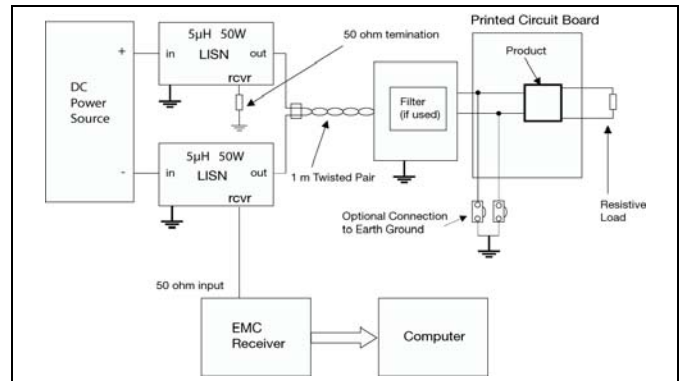 Printed Circuit Board
5µH 50W
LISN
in
out
rcvr
50 ohm temination
Product
+
DC
Power
Source
-
Filter
(if used)
5µH 50W
LISN
in
out
rcvr
1 m Twisted Pair
Optional Connection
to Earth Ground
Resistive
Load
50 ohm input
EMC
Receiver
Computer